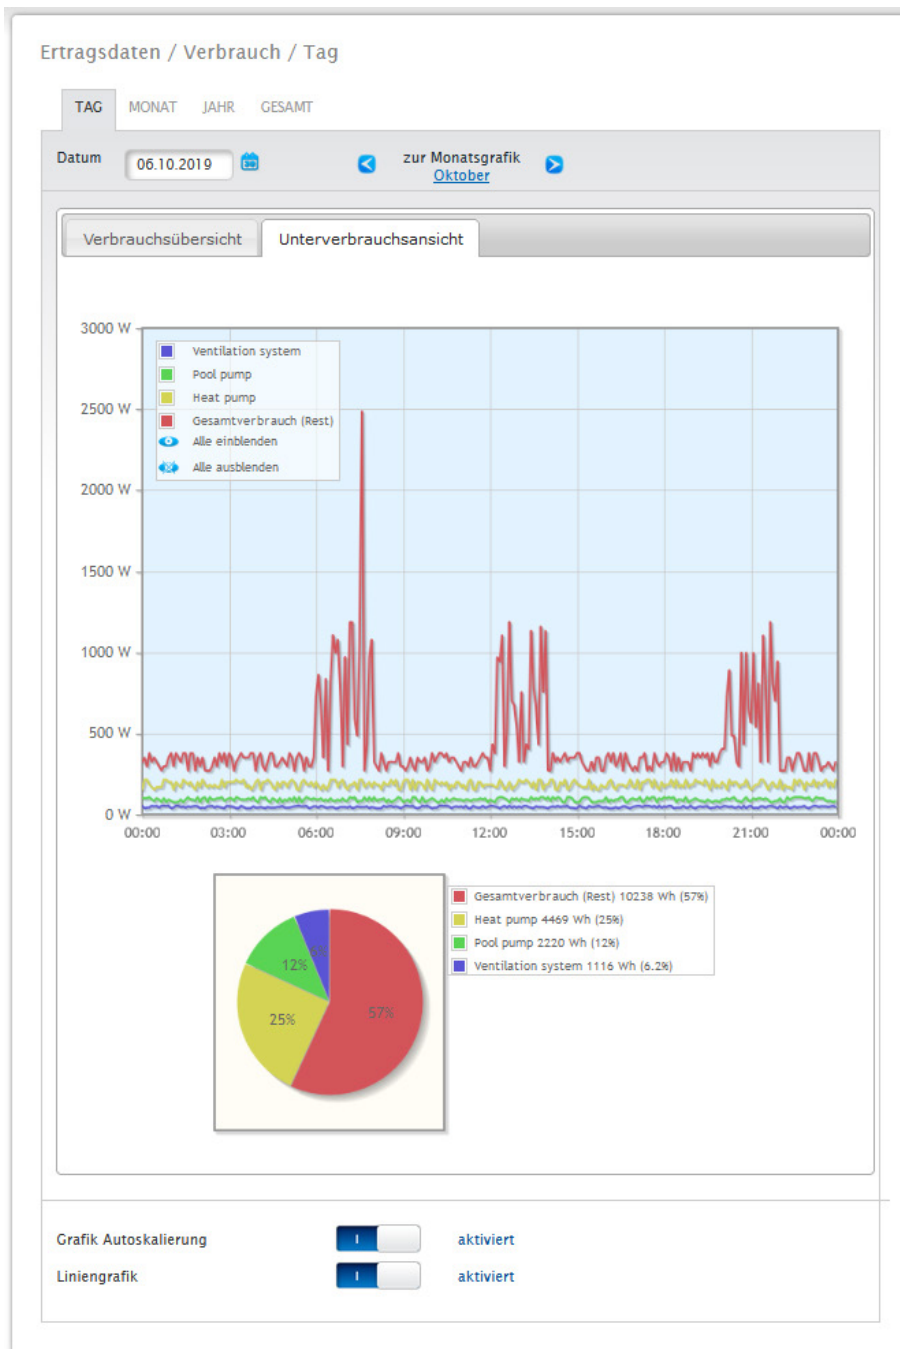 Ertragsdaten / Verbrauch / Tag
TAG MONAT JAHR GESAMT
Datum 06.10.2019 30 zur Monatsgrafik
Oktober
Verbrauchsübersicht Unterverbrauchsansicht
3000 W
Ventilation system
Pool pump
Heat pump
2500 W
Gesamtverbrauch (Rest)
Alle einblenden
Alle ausblenden
2000 W
1500 W
1000 W
500 W
0 W
00:00 03:00 06:00 09:00 12:00 15:00 18:00 21:00 00:00
Gesamtverbrauch (Rest) 10238 Wh (57%)
Heat pump 4469 Wh (25%)
Pool pump 2220 Wh (12%)
Ventilation system 1116 Wh (6.2%)
12%
57%
25%
Grafik Autoskalierung I aktiviert
Liniengrafik I aktiviert